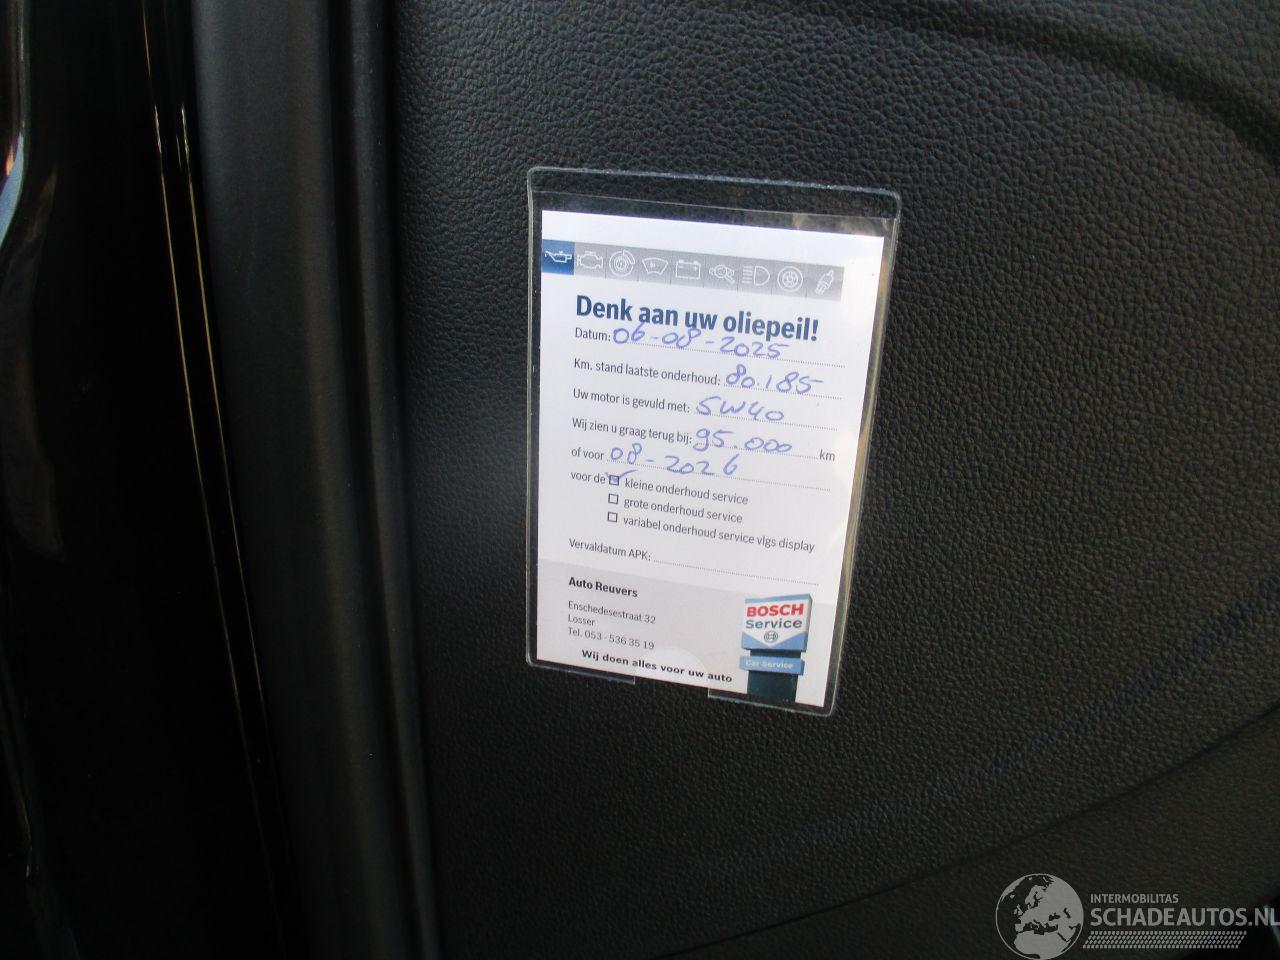 Denk aan uw oliepeil!
Datum: 06-08-2025
Km. stand laatste onderhoud: 80.185
Uw motor is gevuld met: 5W40
Wij zien u graag terug bij: 95.000 km
of voor 08-2026
voor de kleine onderhoud service
grote onderhoud service
variabel onderhoud service vlgs display
Vervaldatum APK:
Auto Reuvers
Enschedesestraat 32
Losser
Tel. 053 - 536 35 19
Wij doen alles voor uw auto
BOSCH
Service
Car Service
INTERMOBILITAS
SCHADEAUTOS.NL